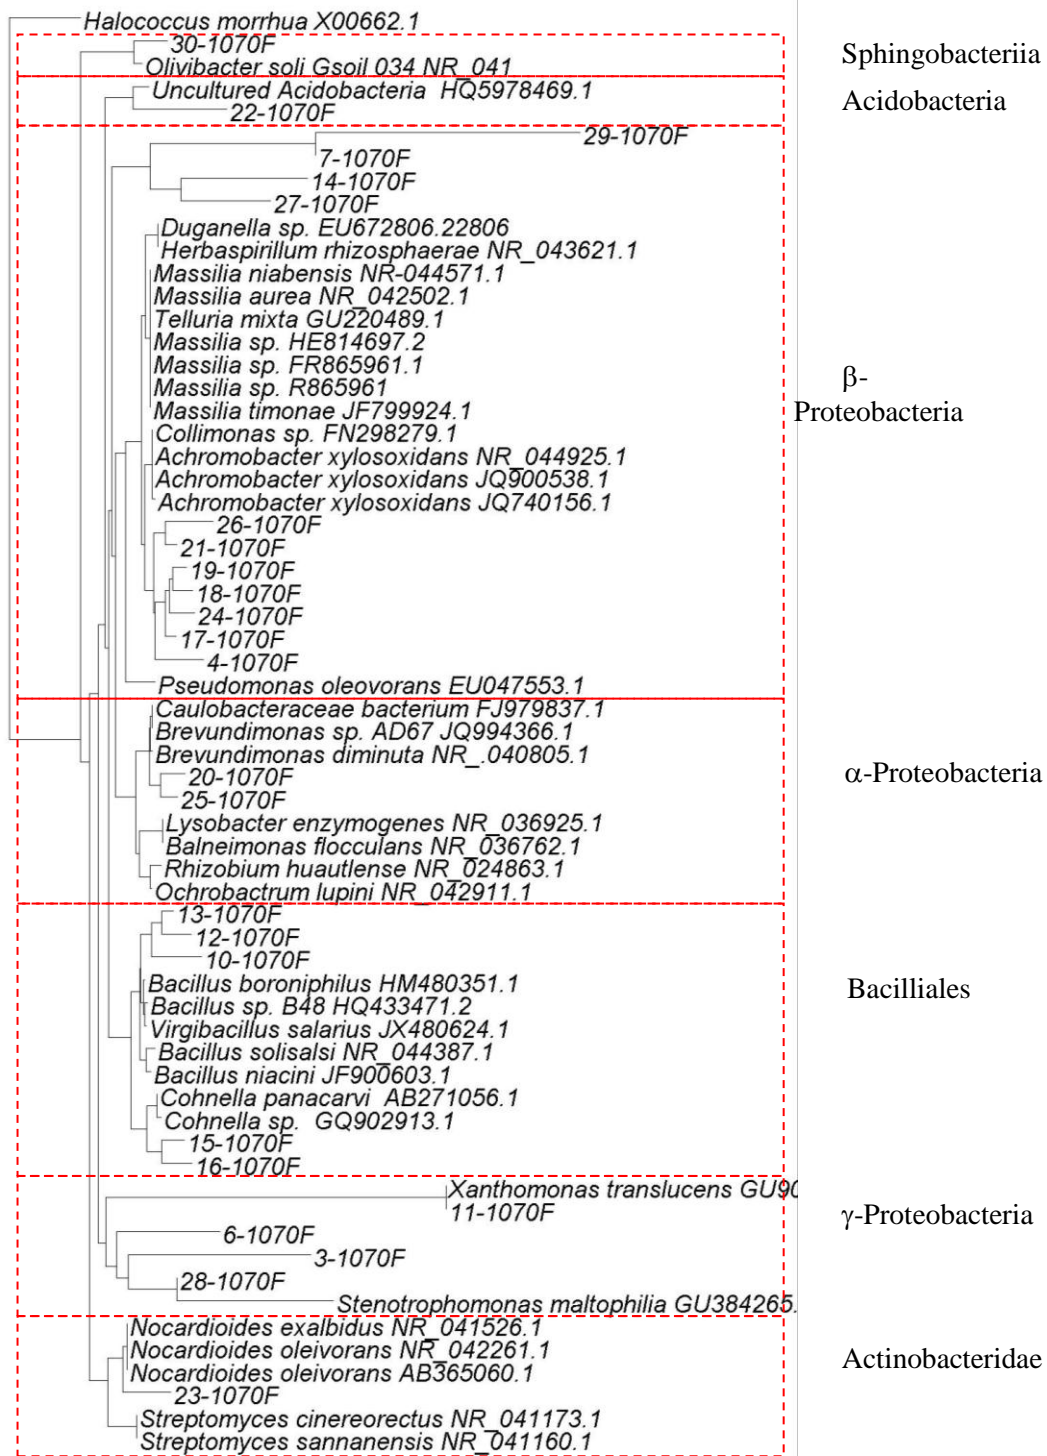 Halococcus morrhua X00662.1
30-1070F
Olivibacter soli Gsoil 034 NR_041
Sphingobacteriia
Uncultured Acidobacteria HQ5978469.1
22-1070F
Acidobacteria
29-1070F
7-1070F
14-1070F
27-1070F
Duganella sp. EU672806.22806
Herbaspirillum rhizosphaerae NR_043621.1
Massilia niabensis NR-044571.1
Massilia aurea NR_042502.1
Telluria mixta GU220489.1
Massilia sp. HE814697.2
Massilia sp. FR865961.1
Massilia sp. R865961
Massilia timonae JF799924.1
Collimonas sp. FN298279.1
Achromobacter xylosoxidans NR_044925.1
Achromobacter xylosoxidans JQ900538.1
Achromobacter xylosoxidans JQ740156.1
26-1070F
21-1070F
19-1070F
18-1070F
24-1070F
17-1070F
4-1070F
Pseudomonas oleovorans EU047553.1
β-
Proteobacteria
Caulobacteraceae bacterium FJ979837.1
Brevundimonas sp. AD67 JQ994366.1
Brevundimonas diminuta NR_.040805.1
20-1070F
25-1070F
Lysobacter enzymogenes NR_036925.1
Balneimonas flocculans NR_036762.1
Rhizobium huautlense NR_024863.1
Ochrobactrum lupini NR_042911.1
α-Proteobacteria
13-1070F
12-1070F
10-1070F
Bacillus boroniphilus HM480351.1
Bacillus sp. B48 HQ433471.2
Virgibacillus salarius JX480624.1
Bacillus solisalsi NR_044387.1
Bacillus niacini JF900603.1
Cohnella panacarvi AB271056.1
Cohnella sp. GQ902913.1
15-1070F
16-1070F
Bacilliales
Xanthomonas translucens GU90
11-1070F
6-1070F
3-1070F
28-1070F
Stenotrophomonas maltophilia GU384265.
γ-Proteobacteria
Nocardioides exalbidus NR_041526.1
Nocardioides oleivorans NR_042261.1
Nocardioides oleivorans AB365060.1
23-1070F
Streptomyces cinereorectus NR_041173.1
Streptomyces sannanensis NR_041160.1
Actinobacteridae